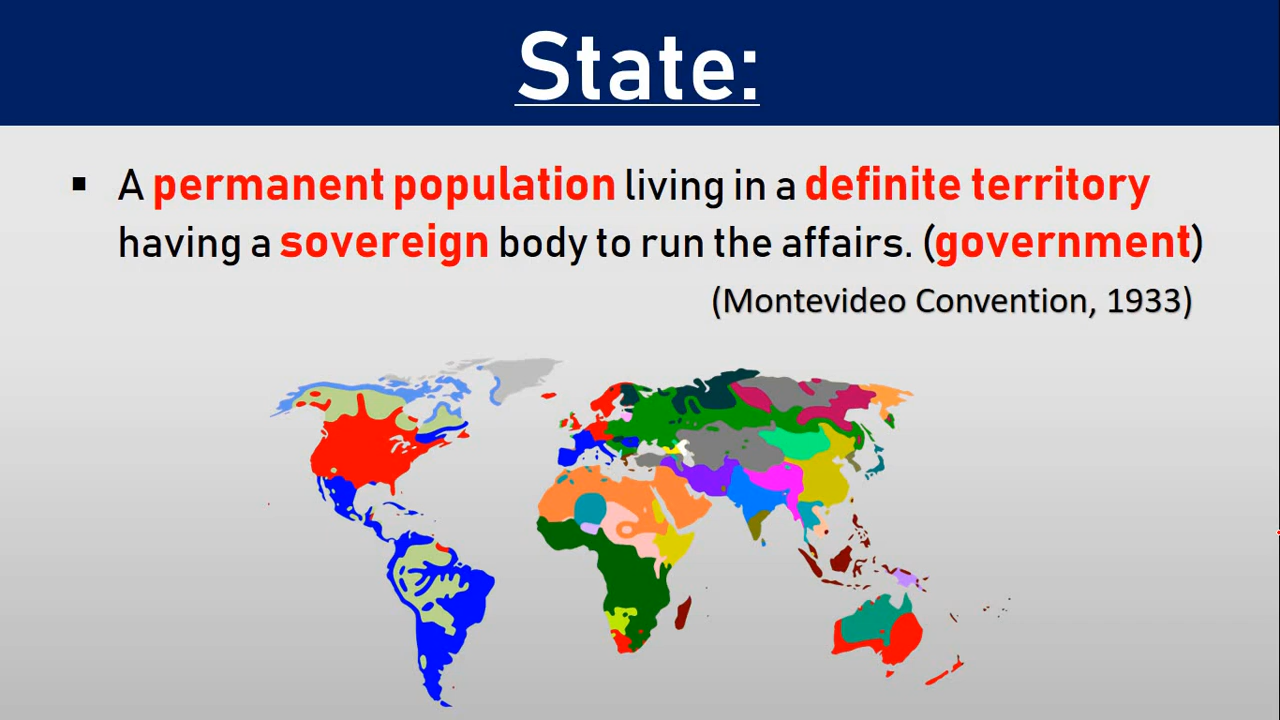 State:
▪ A permanent population living in a definite territory
having a sovereign body to run the affairs. (government)
(Montevideo Convention, 1933)